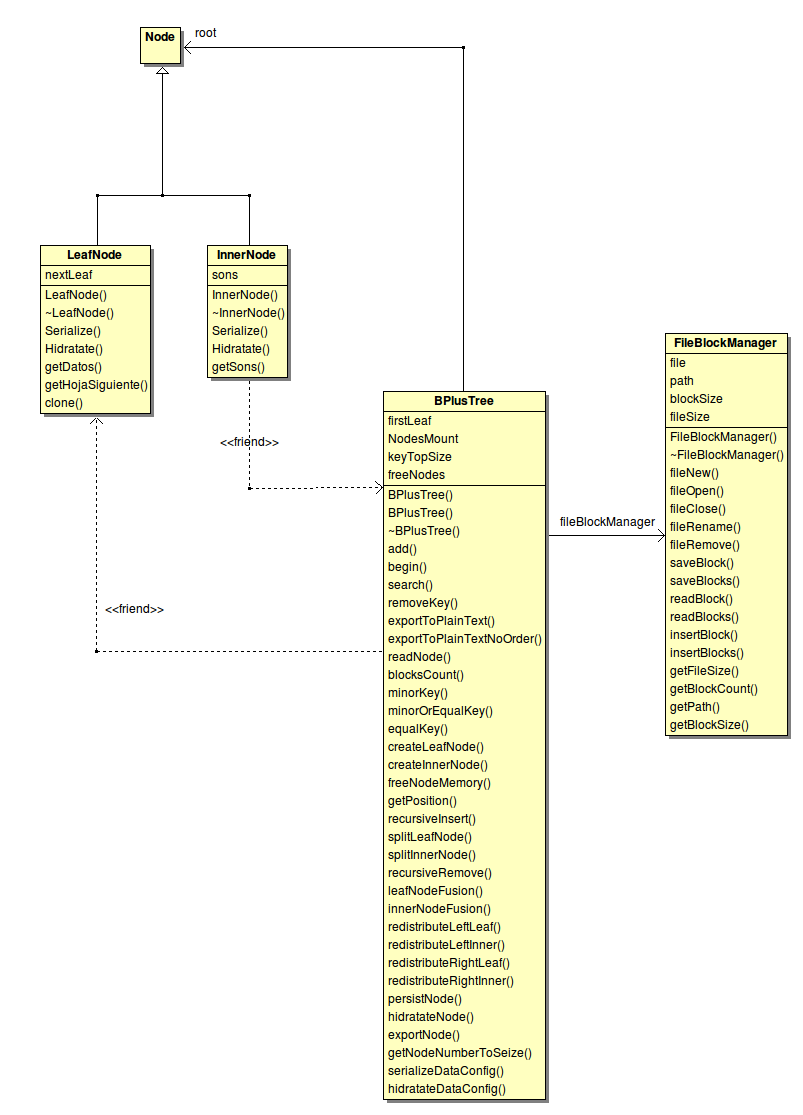 Node
root
LeafNode
nextLeaf
LeafNode()
~LeafNode()
Serialize()
Hidratate()
getDatos()
getHojaSiguiente()
clone()
InnerNode
sons
InnerNode()
~InnerNode()
Serialize()
Hidratate()
getSons()
<<friend>>
<<friend>>
BPlusTree
firstLeaf
NodesMount
keyTopSize
freeNodes
BPlusTree()
BPlusTree()
~BPlusTree()
add()
begin()
search()
removeKey()
exportToPlainText()
exportToPlainTextNoOrder()
readNode()
blocksCount()
minorKey()
minorOrEqualKey()
equalKey()
createLeafNode()
createInnerNode()
freeNodeMemory()
getPosition()
recursiveInsert()
splitLeafNode()
splitInnerNode()
recursiveRemove()
leafNodeFusion()
innerNodeFusion()
redistributeLeftLeaf()
redistributeLeftInner()
redistributeRightLeaf()
redistributeRightInner()
persistNode()
hidratateNode()
exportNode()
getNodeNumberToSeize()
serializeDataConfig()
hidratateDataConfig()
fileBlockManager
FileBlockManager
file
path
blockSize
fileSize
FileBlockManager()
~FileBlockManager()
fileNew()
fileOpen()
fileClose()
fileRename()
fileRemove()
saveBlock()
saveBlocks()
readBlock()
readBlocks()
insertBlock()
insertBlocks()
getFileSize()
getBlockCount()
getPath()
getBlockSize()